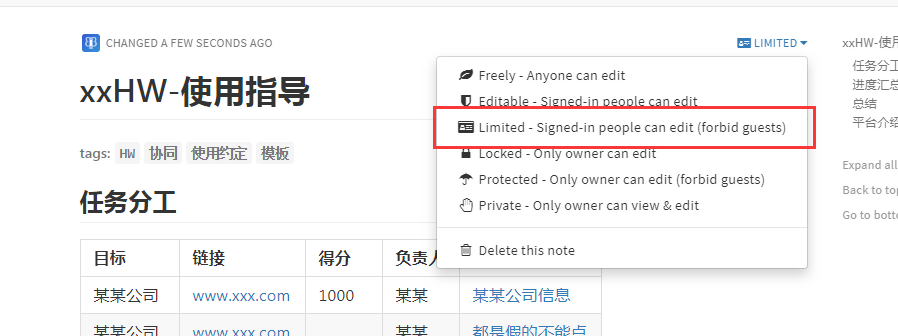 CHANGED A FEW SECONDS AGO
LIMITED
xxHW-使用指导
tags: HW 协同 使用约定 模板
任务分工
目标 链接 得分 负责人
某某公司 www.xxx.com 1000 某某 某某公司信息
某某公司 www.xxx.com 某某 都是假的不能点
Freely - Anyone can edit
Editable - Signed-in people can edit
Limited - Signed-in people can edit (forbid guests)
Locked - Only owner can edit
Protected - Only owner can edit (forbid guests)
Private - Only owner can view & edit
Delete this note
xxHW-使用
任务分工
进度汇总
总结
平台介绍
Expand all
Back to top
Go to botto